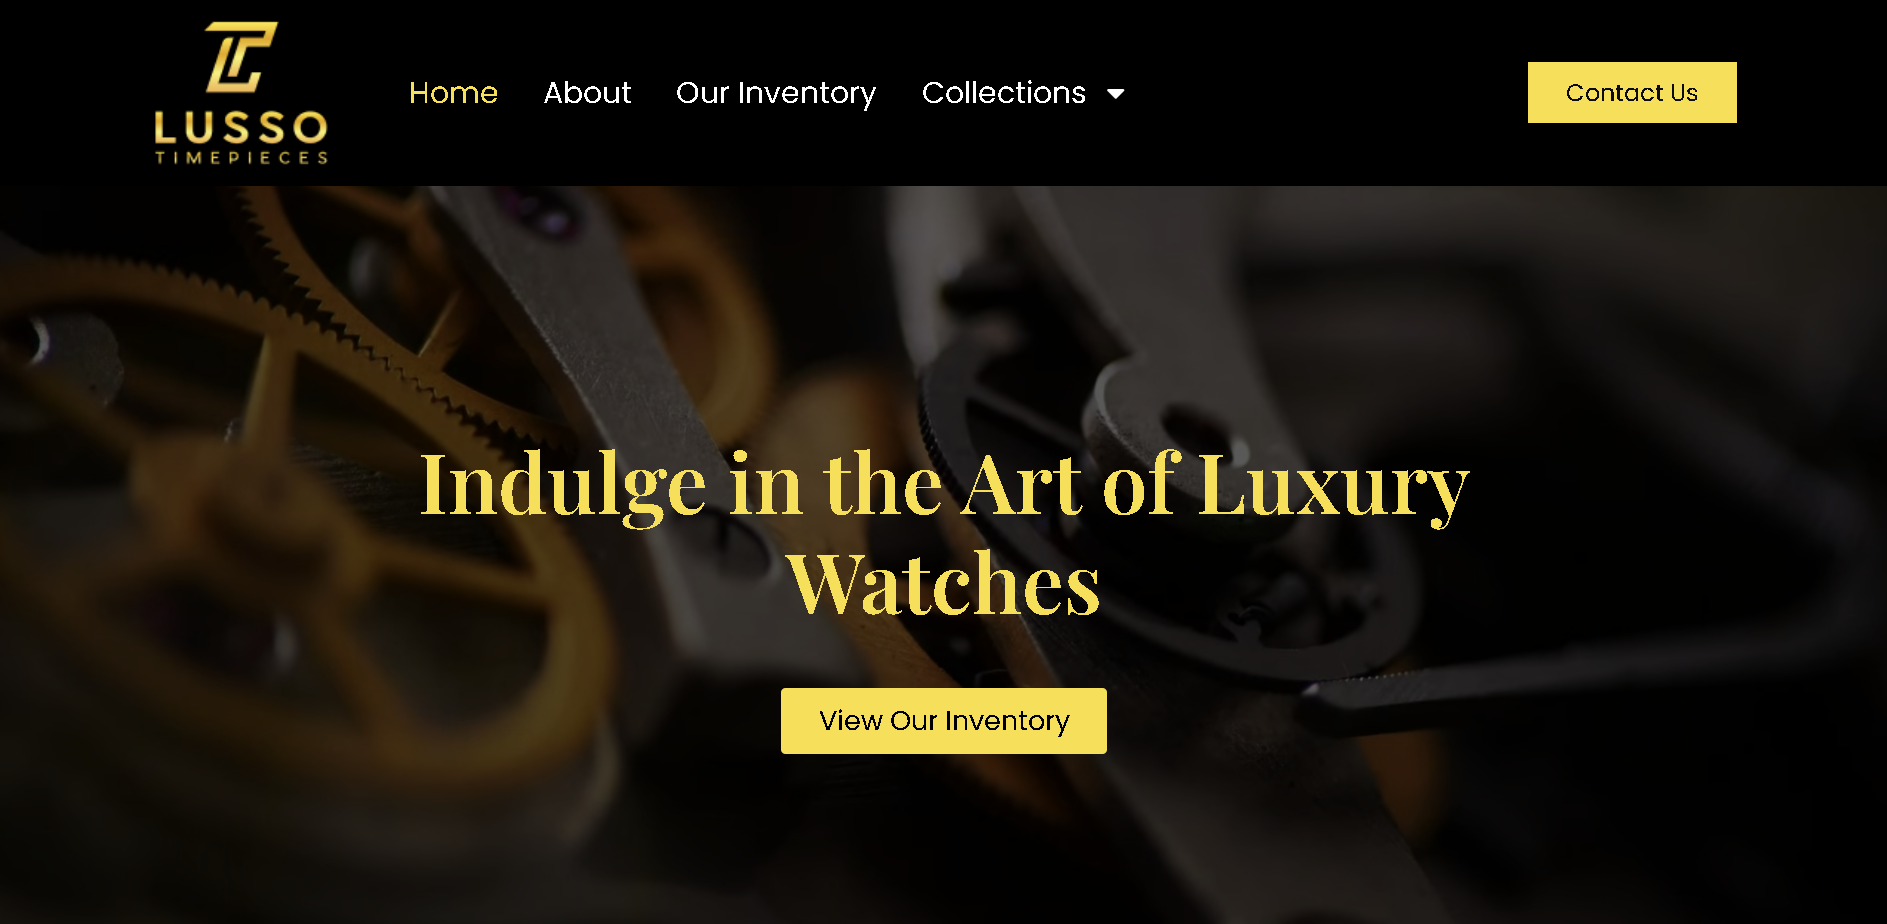 LUSSO
TIMEPIECES
Home
About
Our Inventory
Collections
Contact Us
Indulge in the Art of Luxury
Watches
View Our Inventory